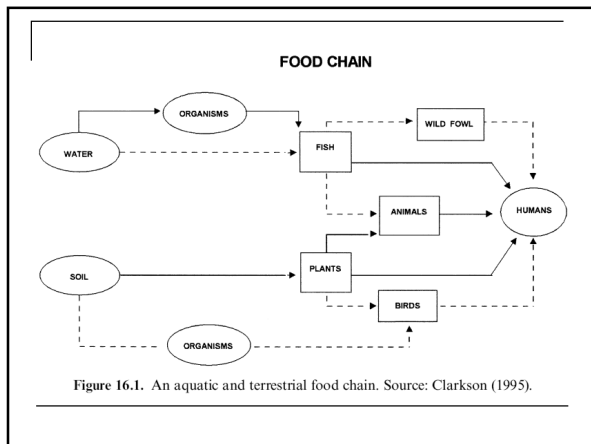 FOOD CHAIN
ORGANISMS
WATER
FISH
WILD FOWL
ANIMALS
HUMANS
SOIL
PLANTS
BIRDS
ORGANISMS
Figure 16.1. An aquatic and terrestrial food chain. Source: Clarkson (1995).